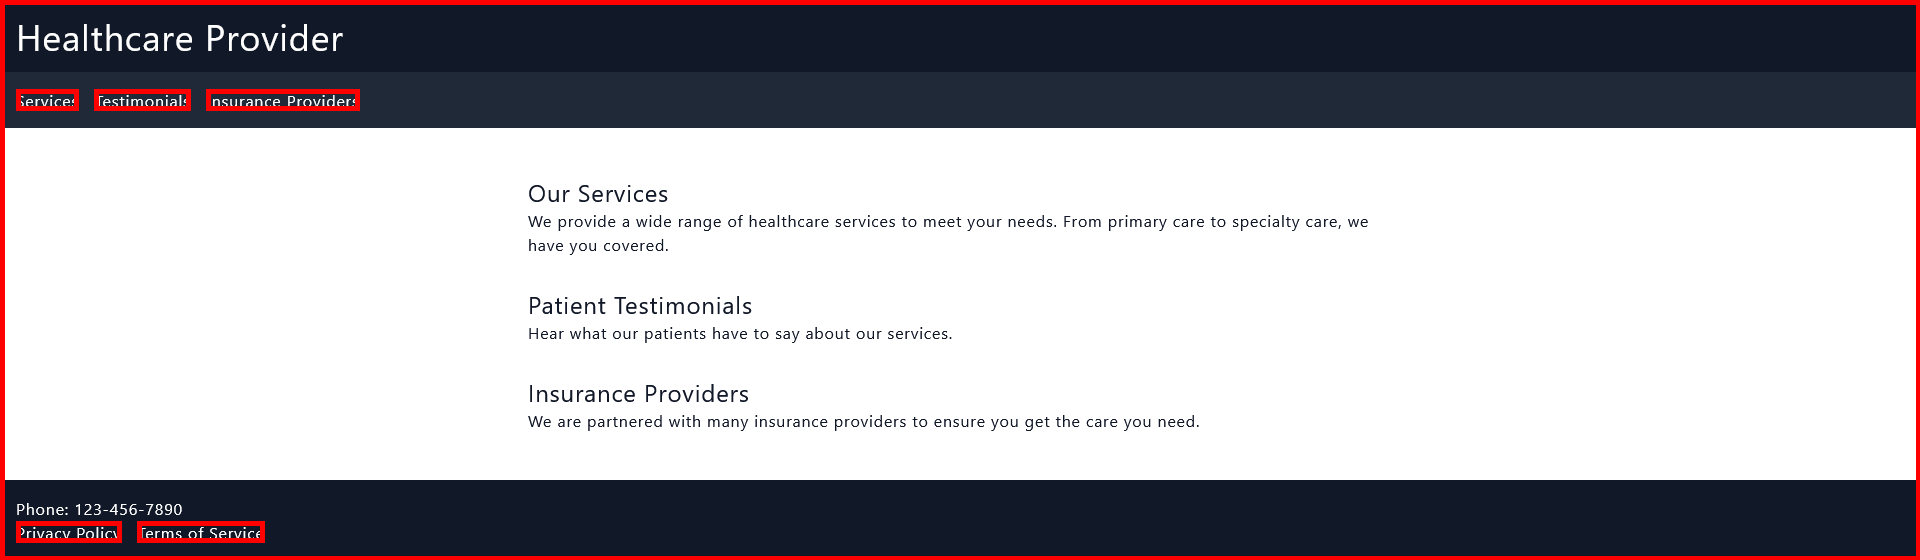 Healthcare Provider
Services Testimonials Insurance Providers
Our Services
We provide a wide range of healthcare services to meet your needs. From primary care to specialty care, we
have you covered.
Patient Testimonials
Hear what our patients have to say about our services.
Insurance Providers
We are partnered with many insurance providers to ensure you get the care you need.
Phone: 123-456-7890
Privacy Policy Terms of Service